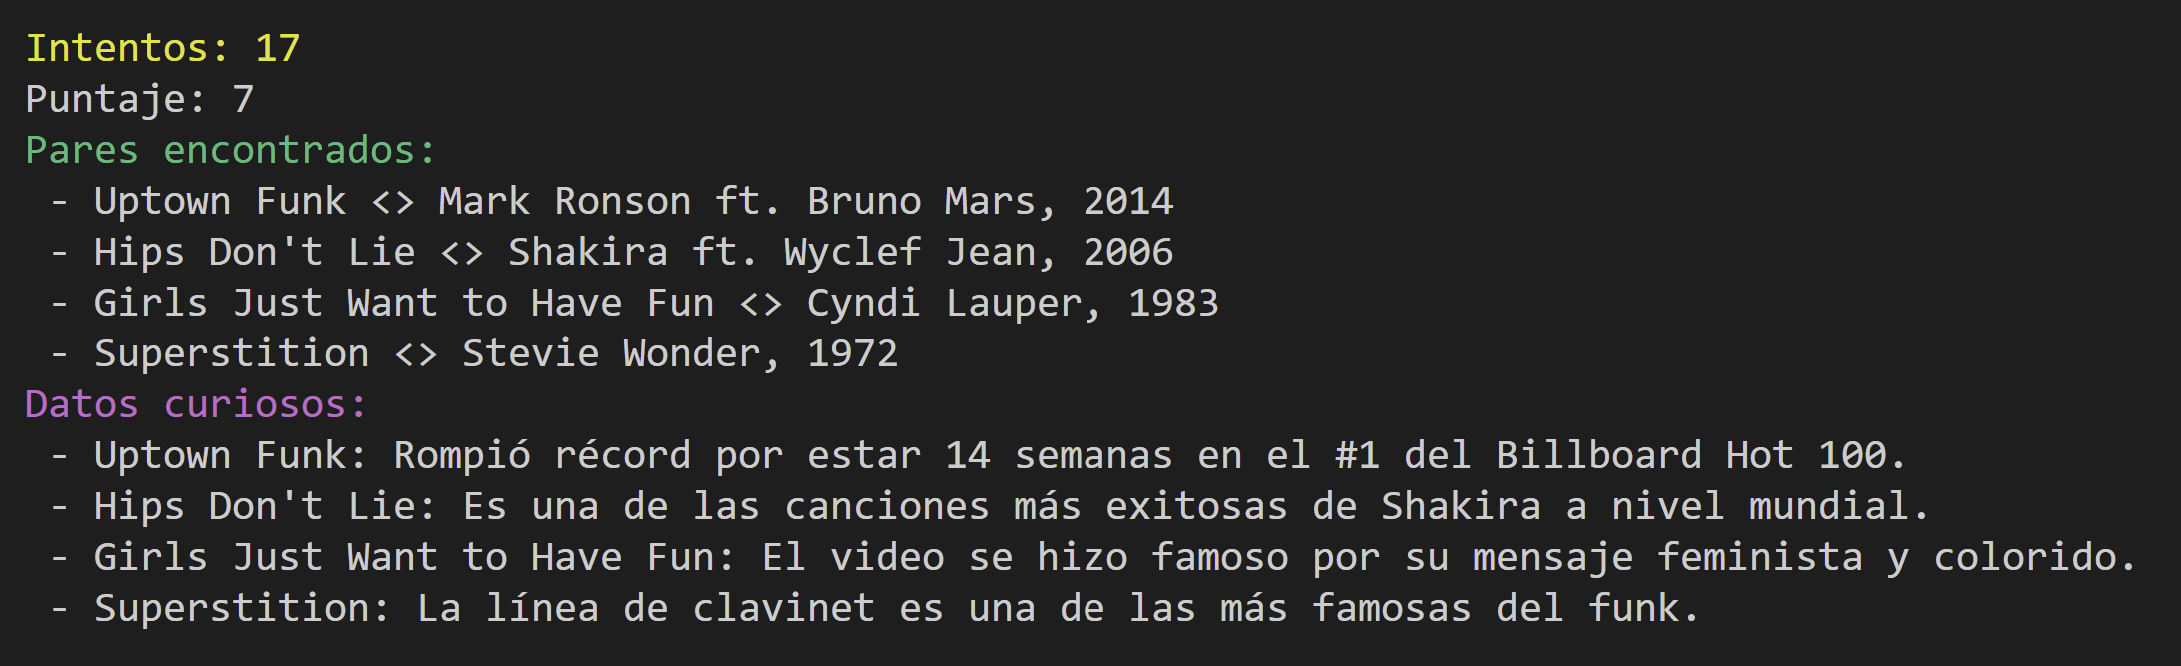 Intentos: 17
Puntaje: 7
Pares encontrados:
- Uptown Funk <> Mark Ronson ft. Bruno Mars, 2014
- Hips Don't Lie <> Shakira ft. Wyclef Jean, 2006
- Girls Just Want to Have Fun <> Cyndi Lauper, 1983
- Superstition <> Stevie Wonder, 1972
Datos curiosos:
- Uptown Funk: Rompió récord por estar 14 semanas en el #1 del Billboard Hot 100.
- Hips Don't Lie: Es una de las canciones más exitosas de Shakira a nivel mundial.
- Girls Just Want to Have Fun: El video se hizo famoso por su mensaje feminista y colorido.
- Superstition: La línea de clavinet es una de las más famosas del funk.